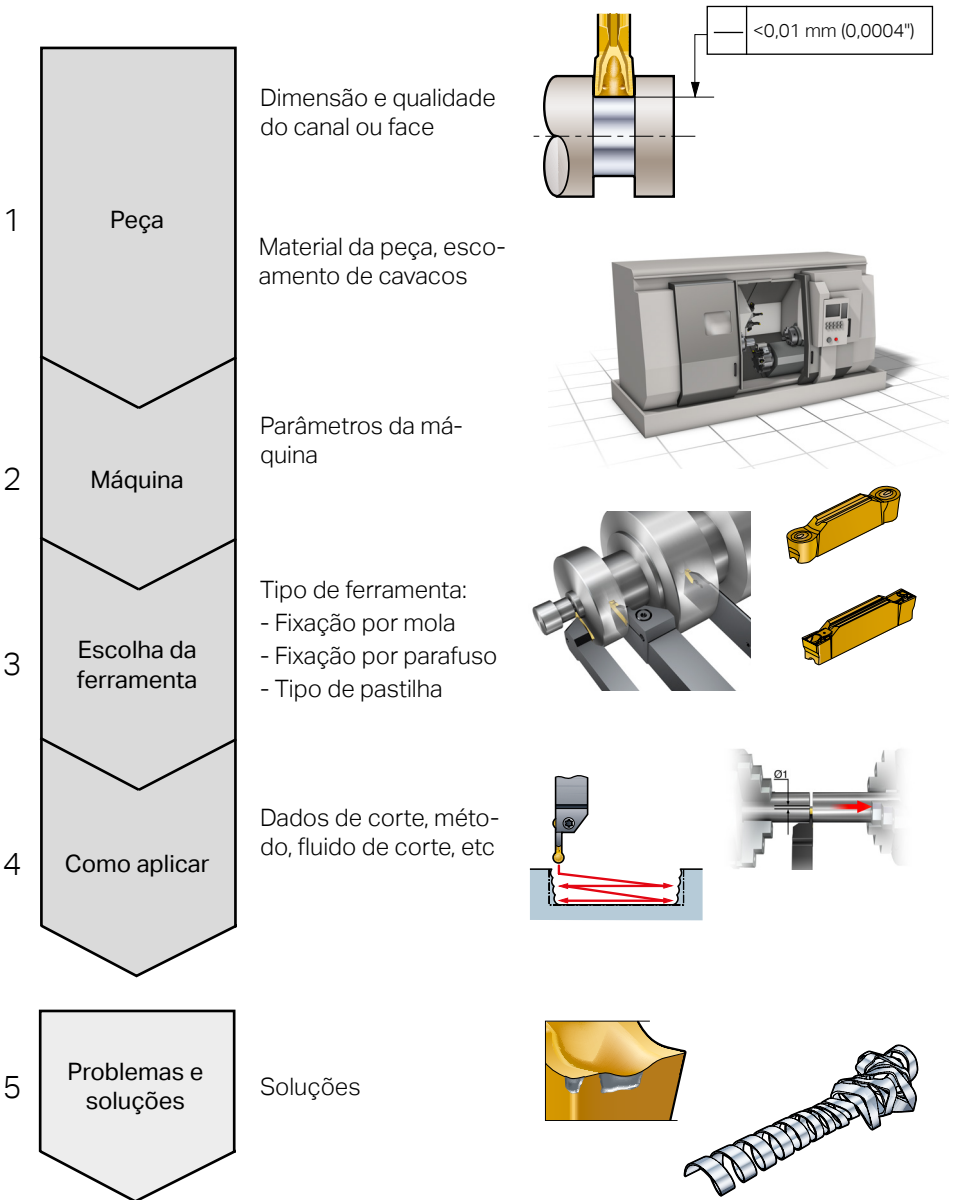 <0,01 mm (0,0004")
Dimensão e qualidade
do canal ou face
1
Peça
Material da peça, esco-
amento de cavacos
Parâmetros da má-
quina
2
Máquina
Tipo de ferramenta:
- Fixação por mola
- Fixação por parafuso
- Tipo de pastilha
3
Escolha da
ferramenta
Ø1
Dados de corte, méto-
do, fluido de corte, etc
4
Como aplicar
5
Problemas e
soluções
Soluções